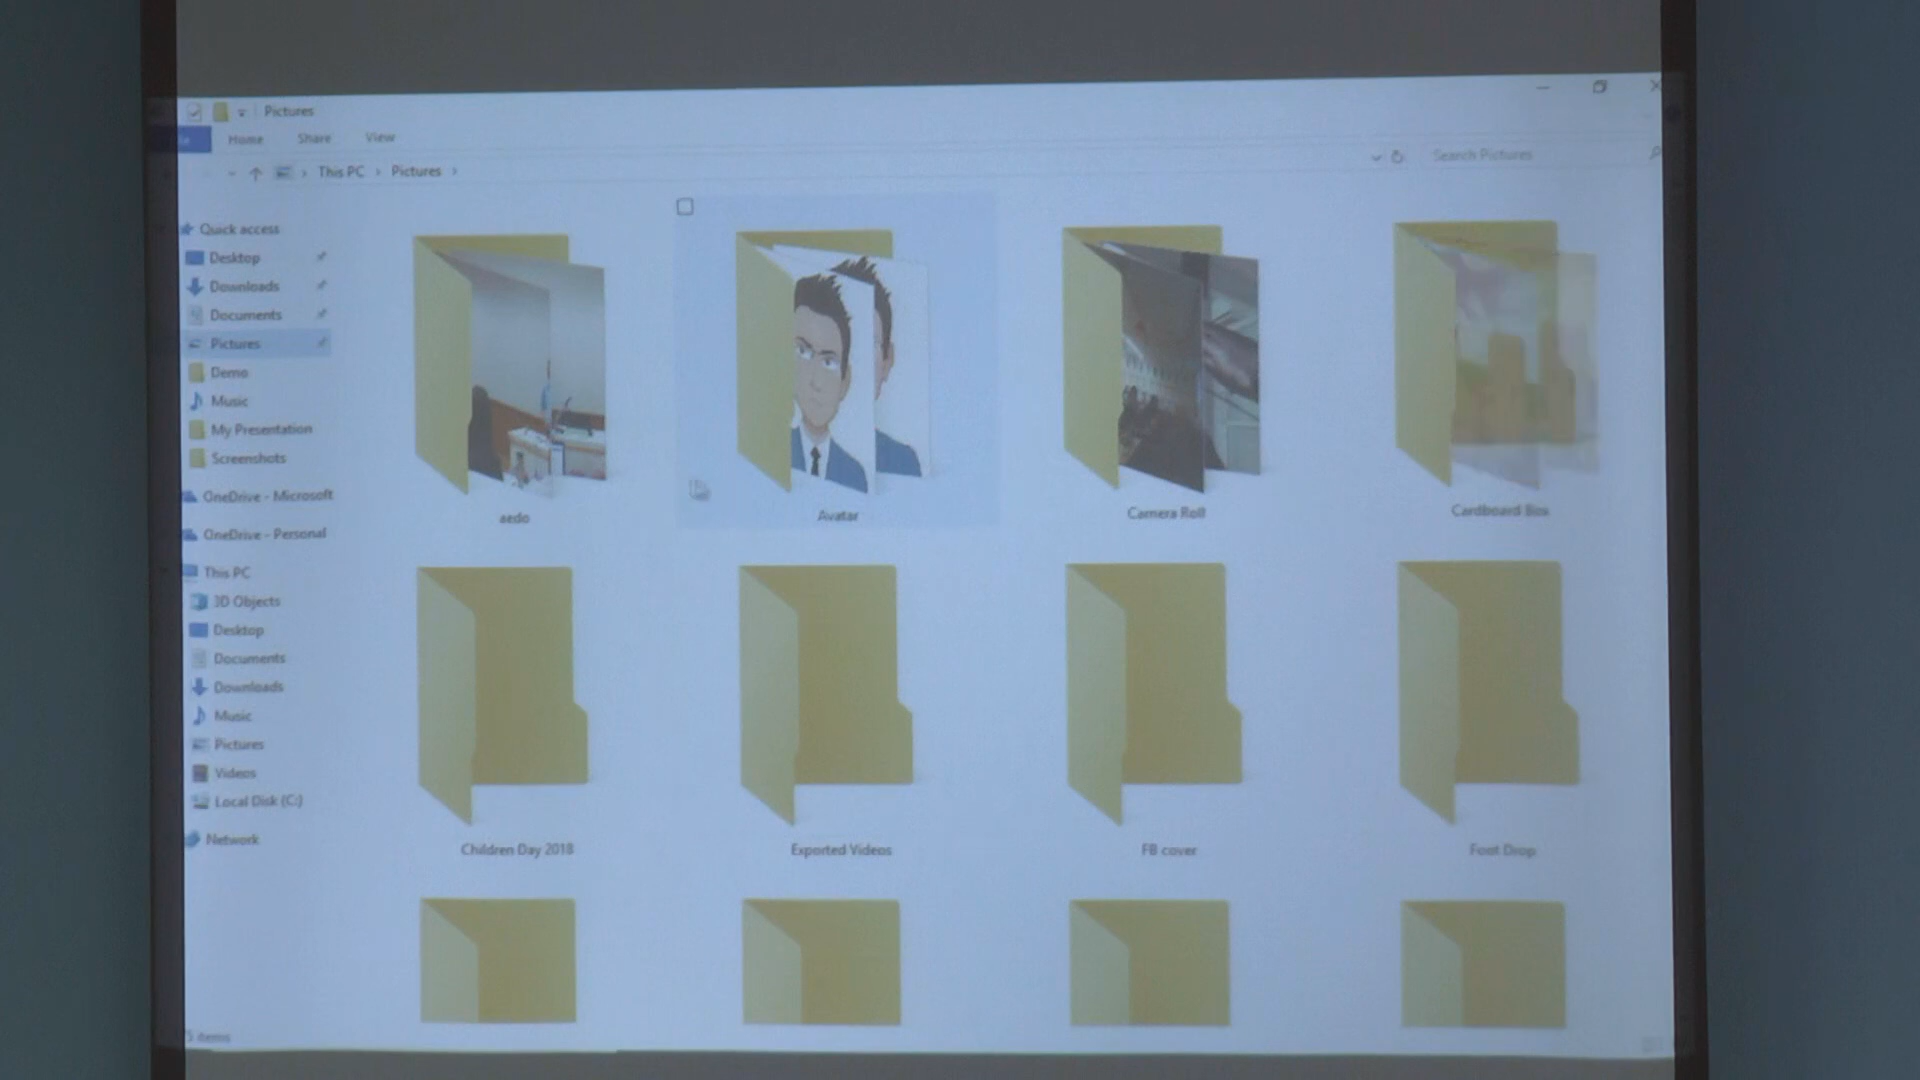 Pictures
Home Share View
This PC > Pictures >
Search Pictures
Quick access
Desktop
Downloads
Documents
Pictures
Demo
Music
My Presentation
Screenshots
OneDrive - Microsoft
OneDrive - Personal
This PC
3D Objects
Desktop
Documents
Downloads
Music
Pictures
Videos
Local Disk (C:)
Network
aedo
Avatar
Camera Roll
Cardboard Box
Children Day 2018
Exported Videos
FB cover
Foot Drop
5 items